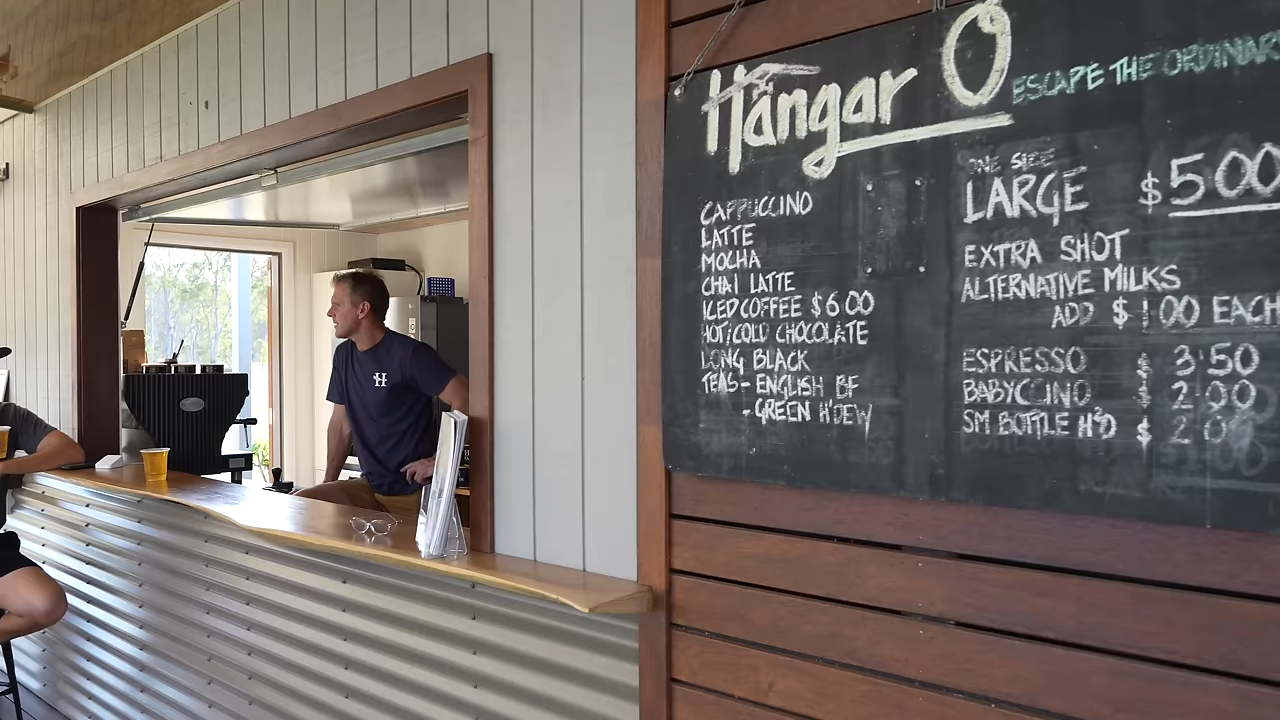 Hangar O
ESCAPE THE ORDINARY
CAPPUCCINO
LATTE
MOCHA
CHAI LATTE
ICED COFFEE $6 00
HOT/COLD CHOCOLATE
LONG BLACK
TEAS - ENGLISH BF
- GREEN H'DEW
ONE SIZE
LARGE $5 00
EXTRA SHOT
ALTERNATIVE MILKS
ADD $1 00 EACH
ESPRESSO $ 3.50
BABYCCINO $ 2.00
SM BOTTLE H2O $ 2.00
H